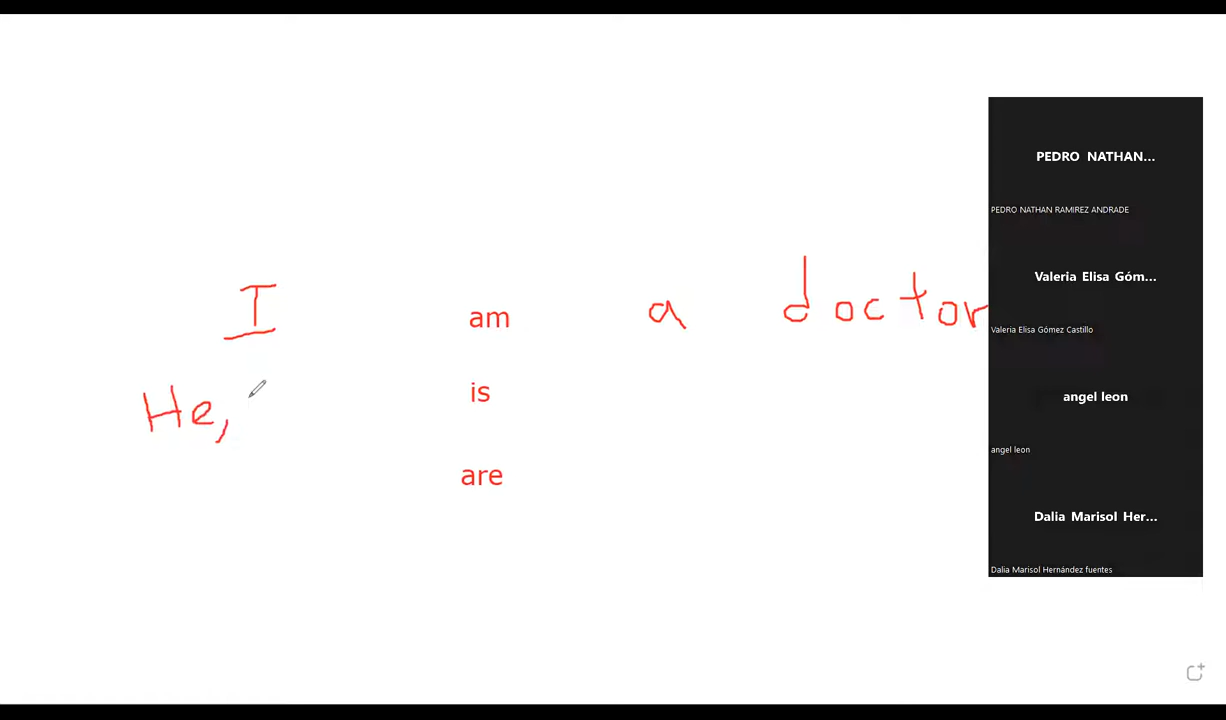 I am a doctor
He, is
are
PEDRO NATHAN...
PEDRO NATHAN RAMIREZ ANDRADE
Valeria Elisa Góm...
Valeria Elisa Gómez Castillo
angel leon
angel leon
Dalia Marisol Her...
Dalia Marisol Hernández fuentes